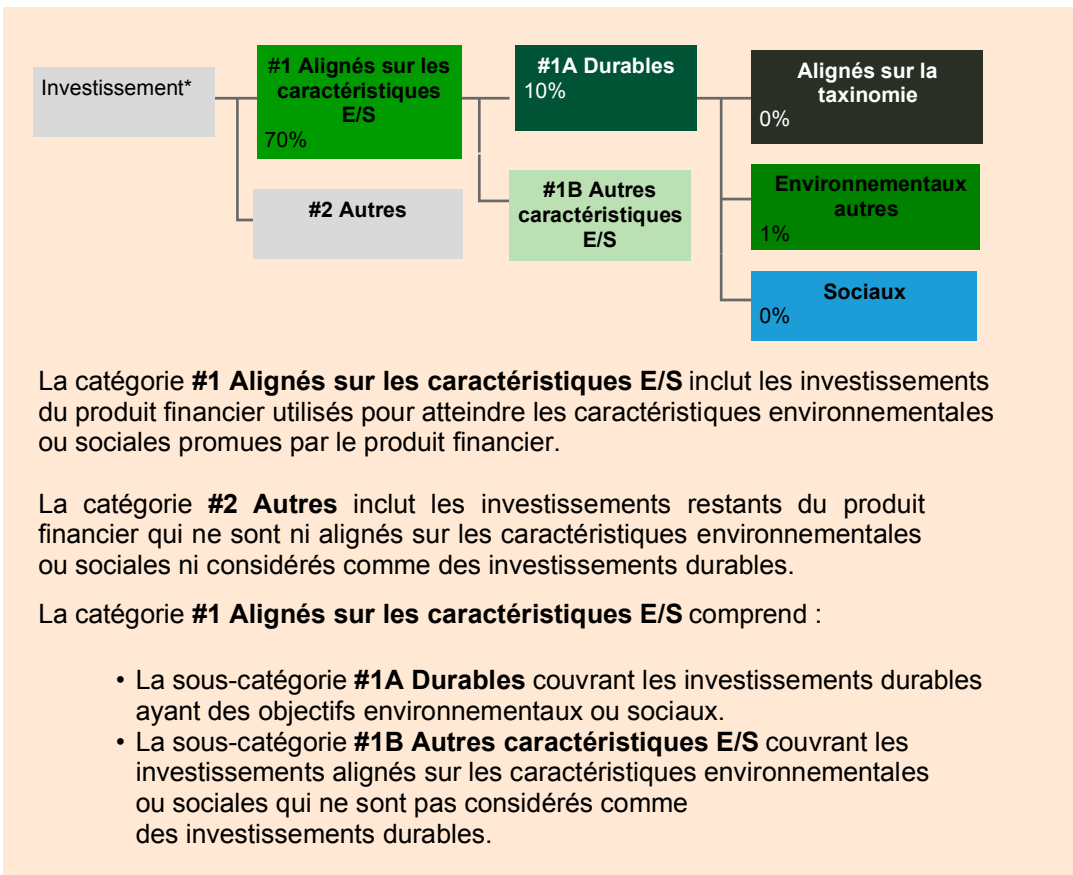 Investissement*
#1 Alignés sur les
caractéristiques
E/S
70%
#2 Autres
#1A Durables
10%
#1B Autres
caractéristiques
E/S
Alignés sur la
taxinomie
0%
Environnementaux
autres
1%
Sociaux
0%
La catégorie #1 Alignés sur les caractéristiques E/S inclut les investissements
du produit financier utilisés pour atteindre les caractéristiques environnementales
ou sociales promues par le produit financier.
La catégorie #2 Autres inclut les investissements restants du produit
financier qui ne sont ni alignés sur les caractéristiques environnementales
ou sociales ni considérés comme des investissements durables.
La catégorie #1 Alignés sur les caractéristiques E/S comprend :
• La sous-catégorie #1A Durables couvrant les investissements durables
ayant des objectifs environnementaux ou sociaux.
• La sous-catégorie #1B Autres caractéristiques E/S couvrant les
investissements alignés sur les caractéristiques environnementales
ou sociales qui ne sont pas considérés comme
des investissements durables.